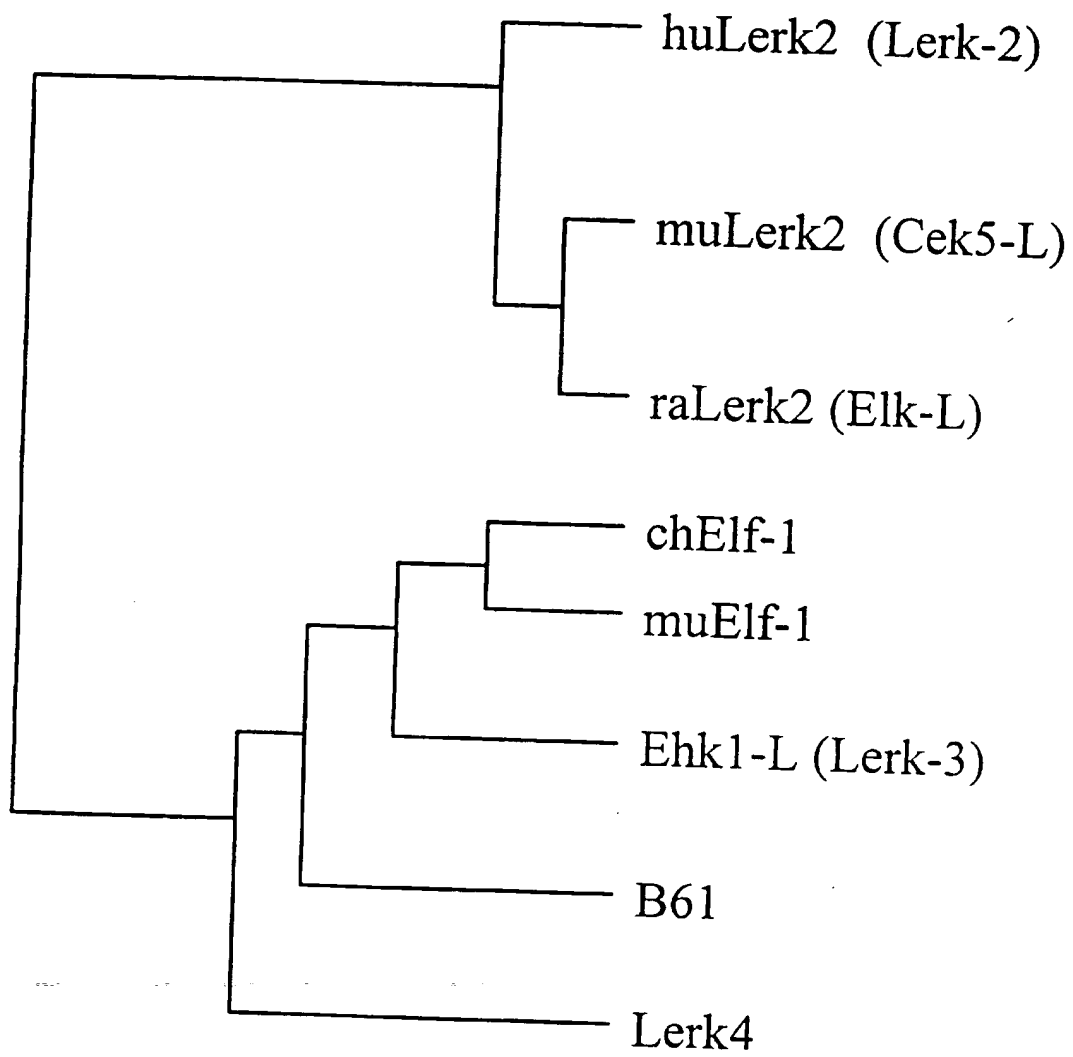 huLerk2 (Lerk-2)
muLerk2 (Cek5-L)
raLerk2 (Elk-L)
chElf-1
muElf-1
Ehk1-L (Lerk-3)
B61
Lerk4